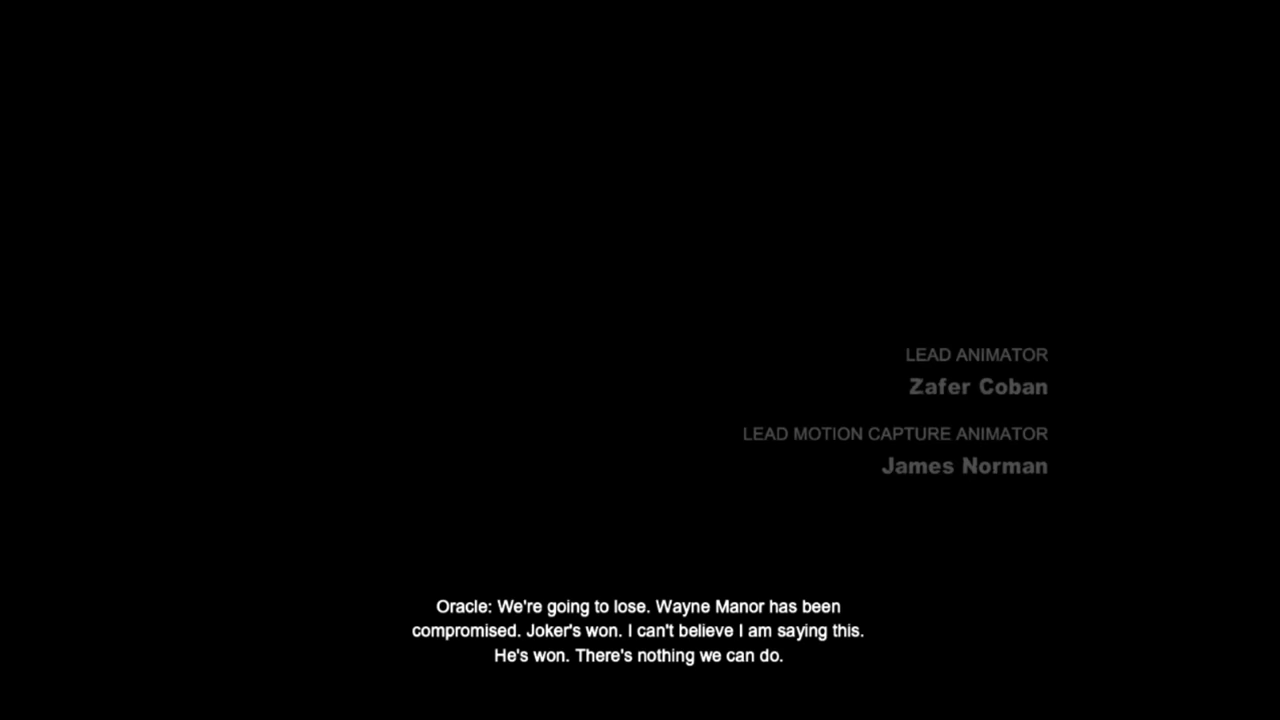 LEAD ANIMATOR
Zafer Coban
LEAD MOTION CAPTURE ANIMATOR
James Norman
Oracle: We're going to lose. Wayne Manor has been
compromised. Joker's won. I can't believe I am saying this.
He's won. There's nothing we can do.